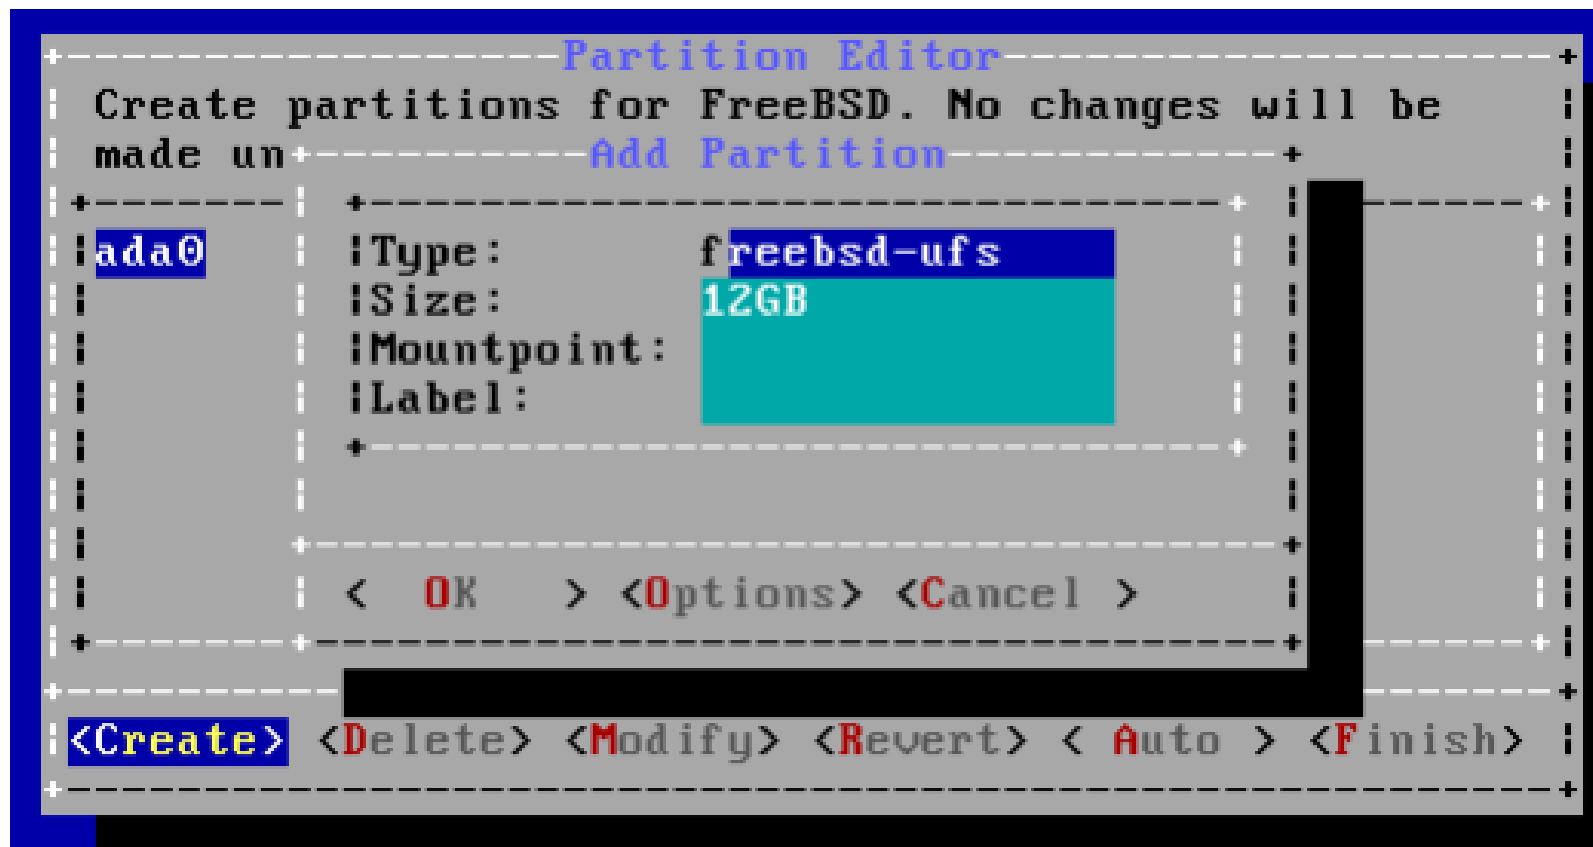 Partition Editor
Create partitions for FreeBSD. No changes will be
made un
Add Partition
ada0
Type: freebsd-ufs
Size: 12GB
Mountpoint:
Label:
< OK > <Options> <Cancel >
<Create> <Delete> <Modify> <Revert> < Auto > <Finish>